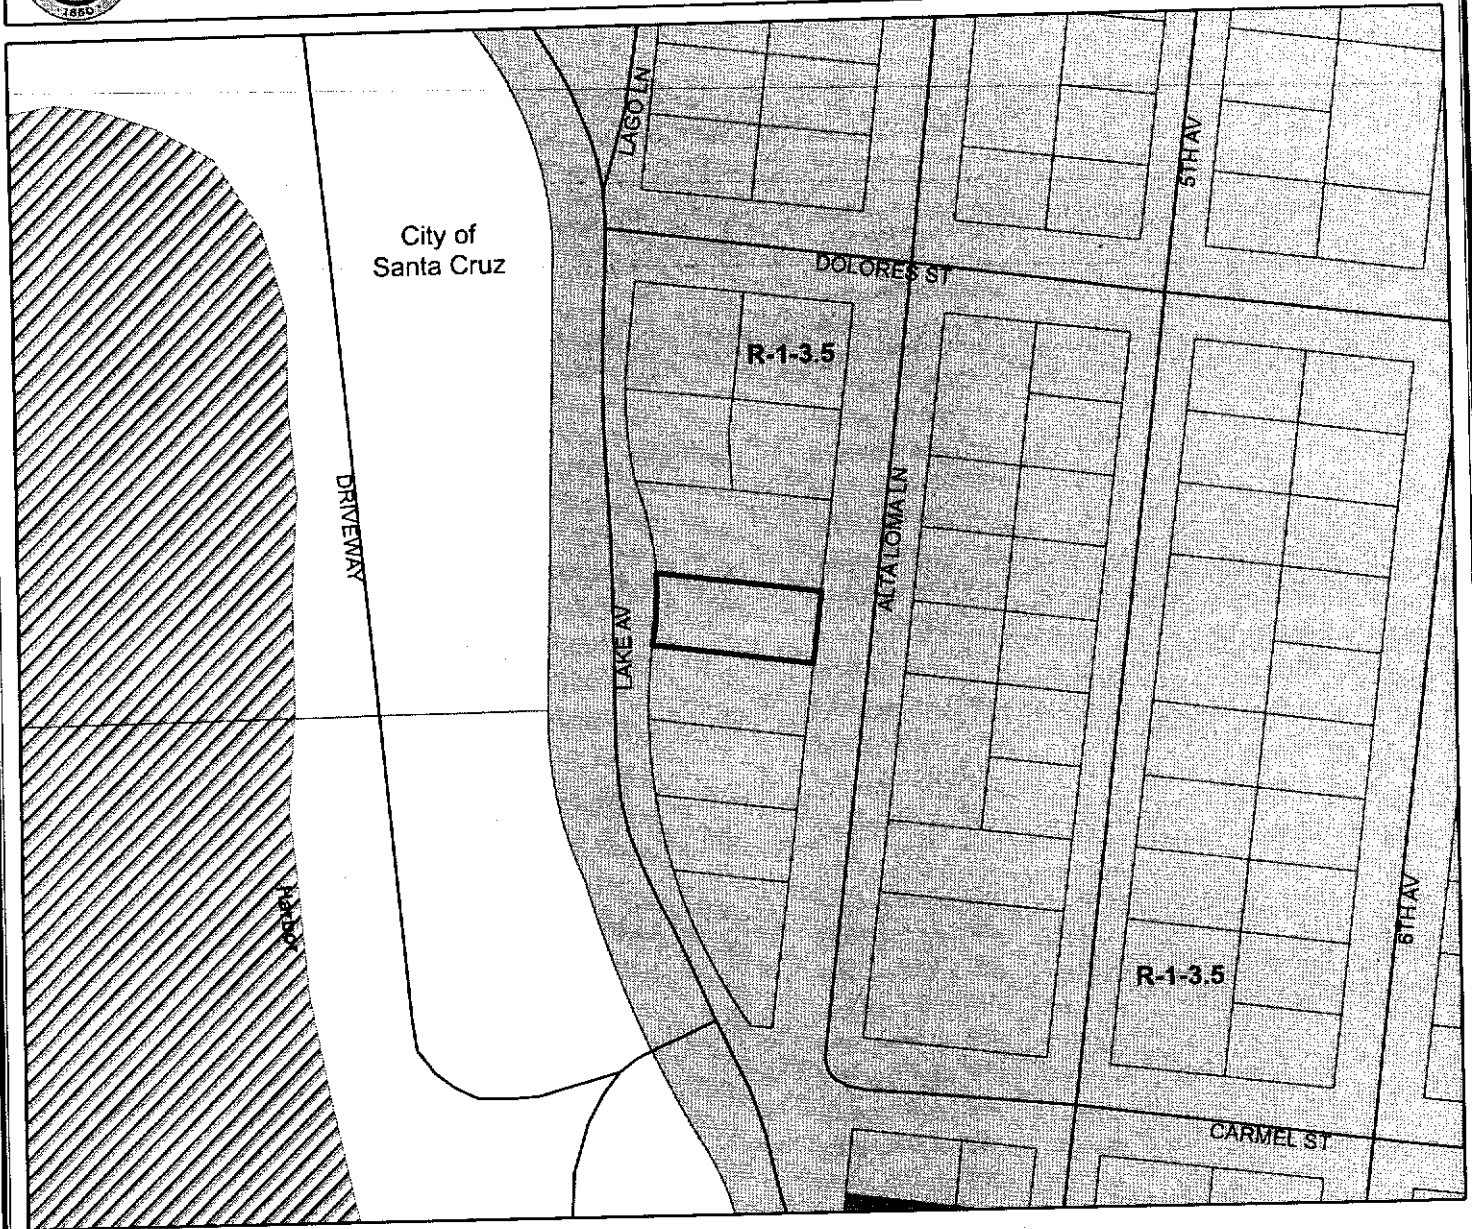 1850
LAGO LN
5TH AV
City of
Santa Cruz
DOLORES ST
R-1-3.5
DRIVEWAY
ALTA LOMA LN
LAKE AV
Harbor
6TH AV
R-1-3.5
CARMEL ST